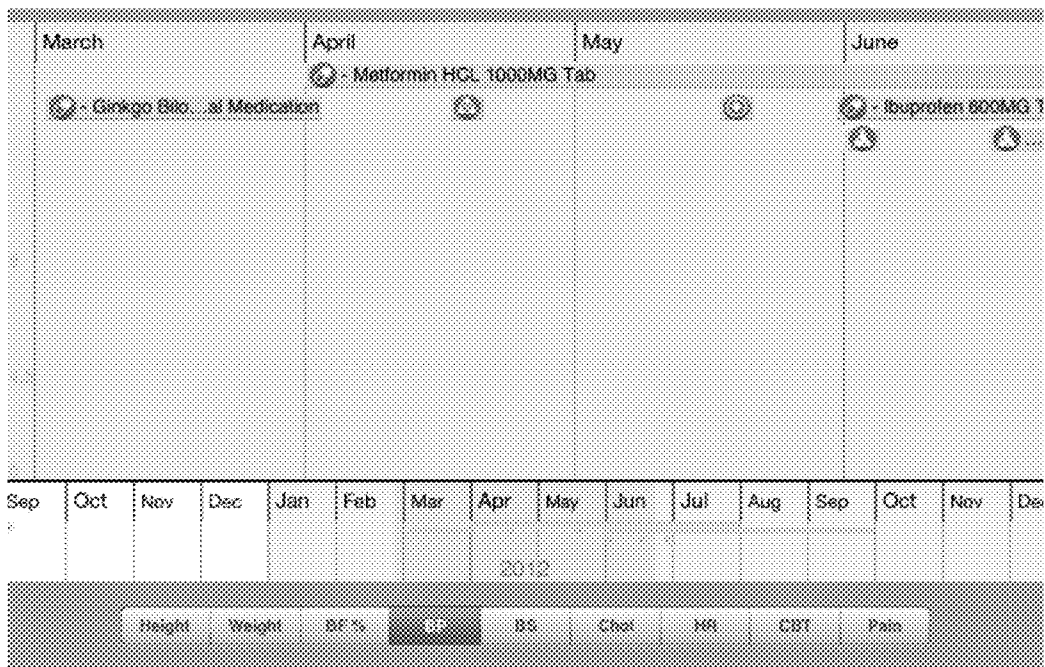 March April May June
- Metformin HCL 1000MG Tab
- Ginkgo Bilo...al Medication - Ibuprofen 800MG T
...
Sep Oct Nov Dec Jan Feb Mar Apr May Jun Jul Aug Sep Oct Nov De
2012
Height Weight BF % BS Chol HR CBT Pain